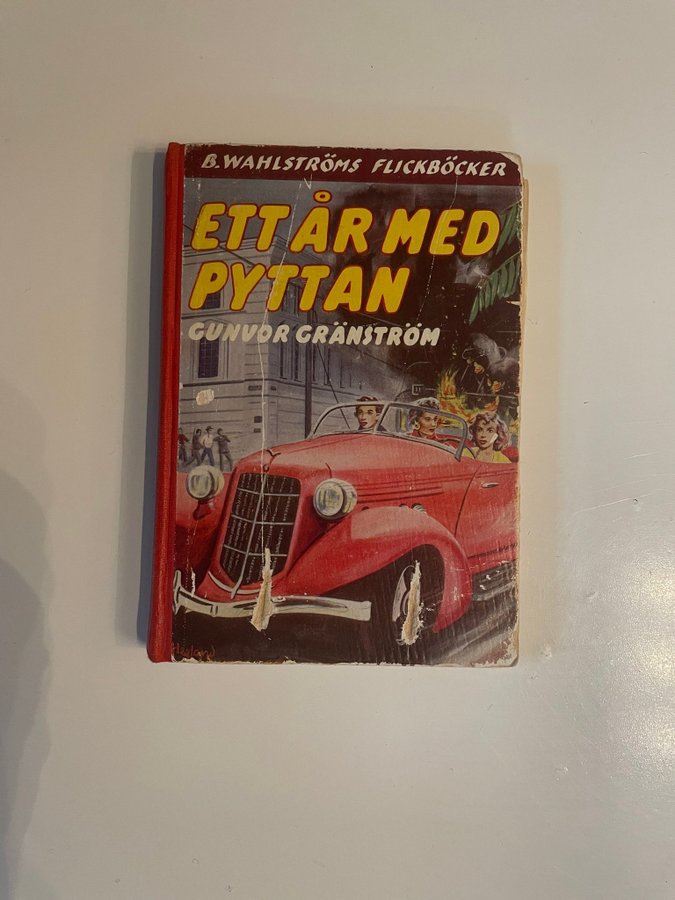 B. WAHLSTRÖMS FLICKBÖCKER
ETT ÅR MED
PYTTAN
GUNVOR GRÄNSTRÖM